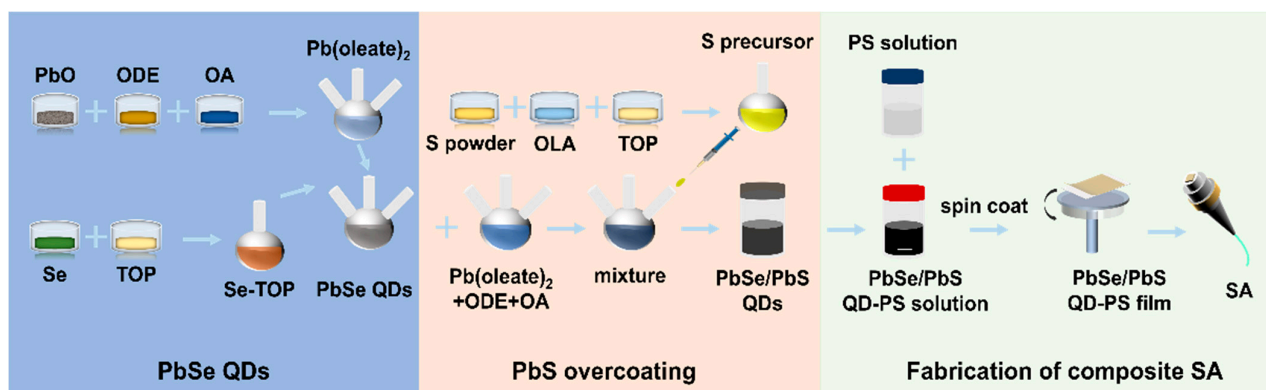 PbO
ODE
OA
Pb(oleate)₂
Se
TOP
Se-TOP
PbSe QDs
PbSe QDs
S precursor
S powder
OLA
TOP
Pb(oleate)₂
+ODE+OA
mixture
PbSe/PbS
QDs
PbS overcoating
PS solution
spin coat
PbSe/PbS
QD-PS solution
PbSe/PbS
QD-PS film
SA
Fabrication of composite SA